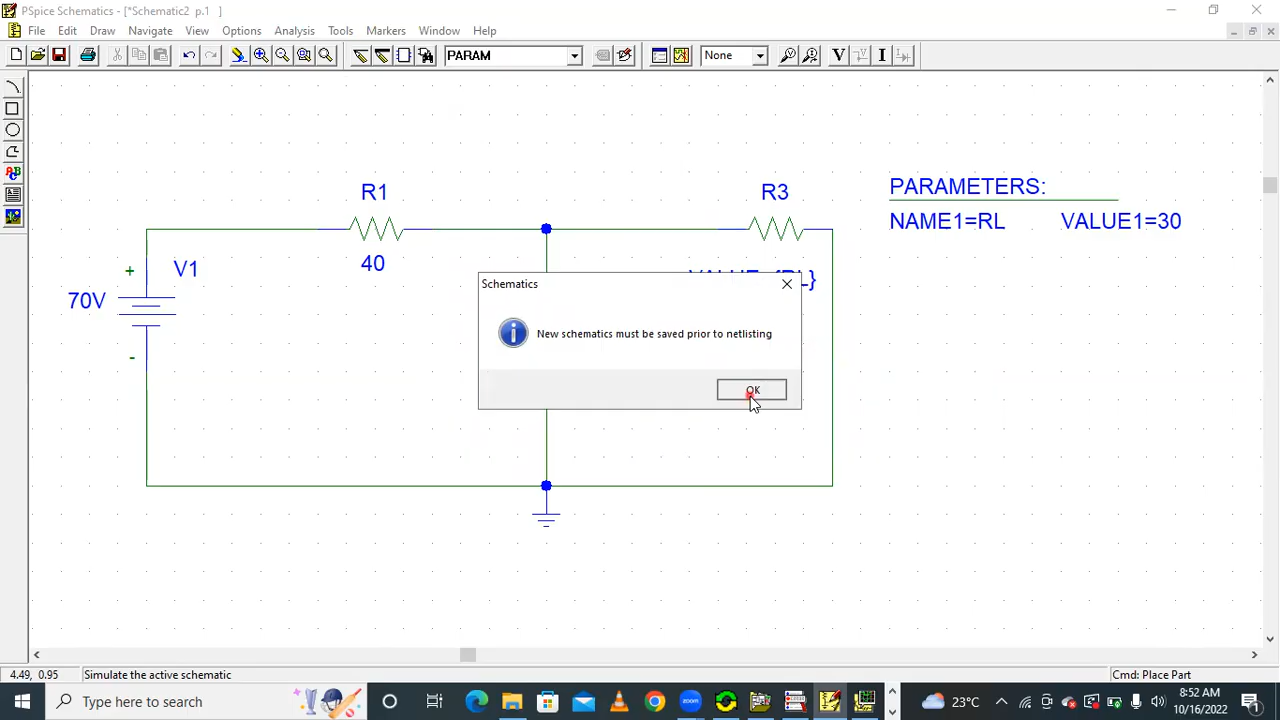 PSpice Schematics - [*Schematic2 p.1 ]
File Edit Draw Navigate View Options Analysis Tools Markers Window Help
PARAM None V I
ABC
R1 R3 PARAMETERS:
NAME1=RL VALUE1=30
40
+ V1
70V
-
Schematics
New schematics must be saved prior to netlisting
OK
4.49, 0.95 Simulate the active schematic Cmd: Place Part
Type here to search zoom 23°C 8:52 AM
10/16/2022 1